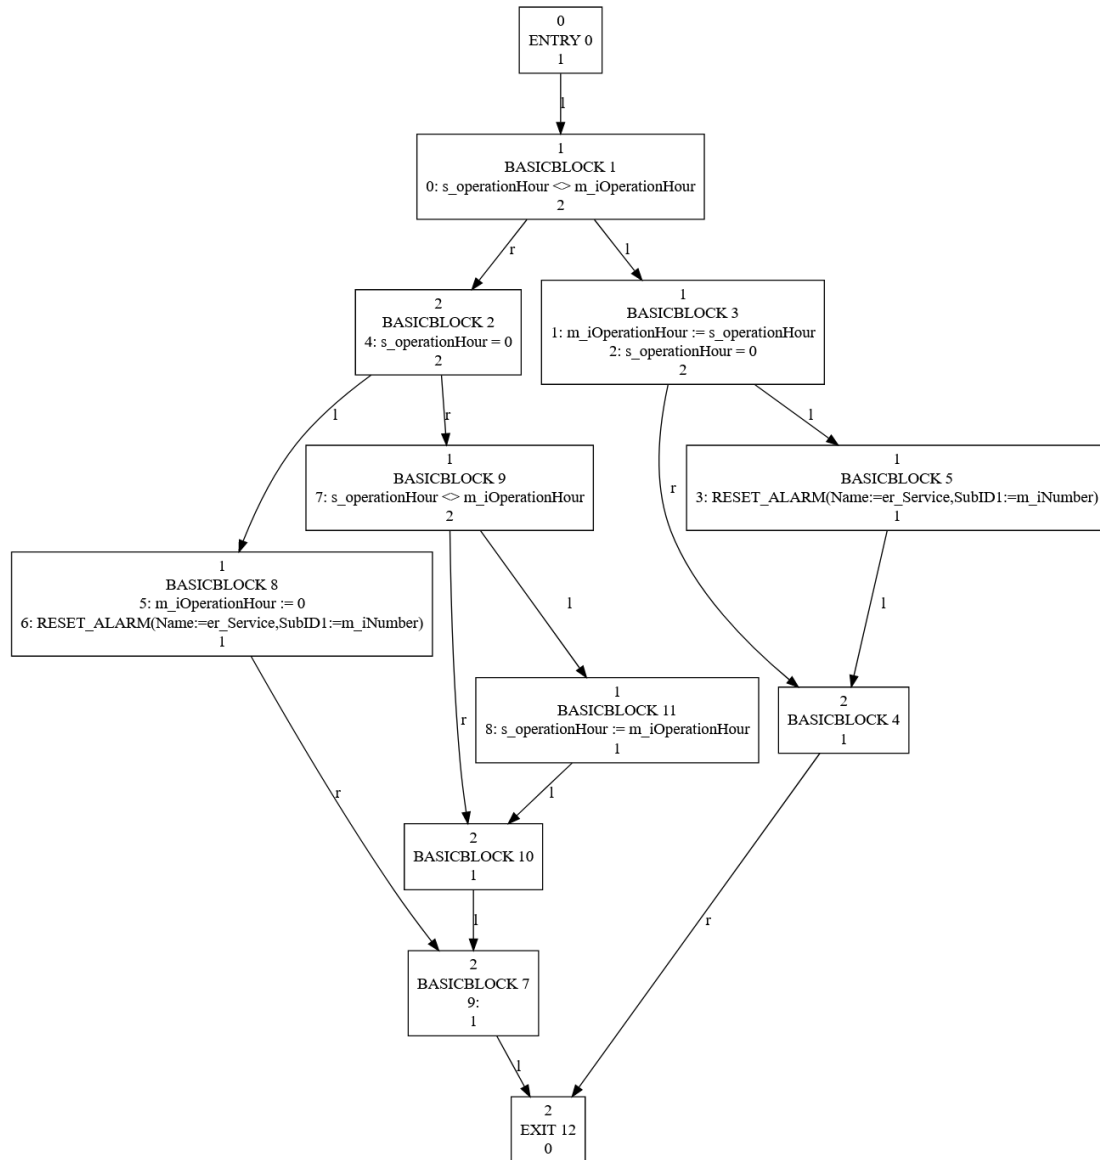 0
ENTRY 0
1
l
1
BASICBLOCK 1
0: s_operationHour <> m_iOperationHour
2
r
l
2
BASICBLOCK 2
4: s_operationHour = 0
2
1
BASICBLOCK 3
1: m_iOperationHour := s_operationHour
2: s_operationHour = 0
2
l
r
l
1
BASICBLOCK 9
7: s_operationHour <> m_iOperationHour
2
r
1
BASICBLOCK 5
3: RESET_ALARM(Name:=er_Service,SubID1:=m_iNumber)
1
1
BASICBLOCK 8
5: m_iOperationHour := 0
6: RESET_ALARM(Name:=er_Service,SubID1:=m_iNumber)
1
l
l
1
BASICBLOCK 11
8: s_operationHour := m_iOperationHour
1
r
2
BASICBLOCK 4
1
r
l
2
BASICBLOCK 10
1
l
r
2
BASICBLOCK 7
9:
1
l
2
EXIT 12
0